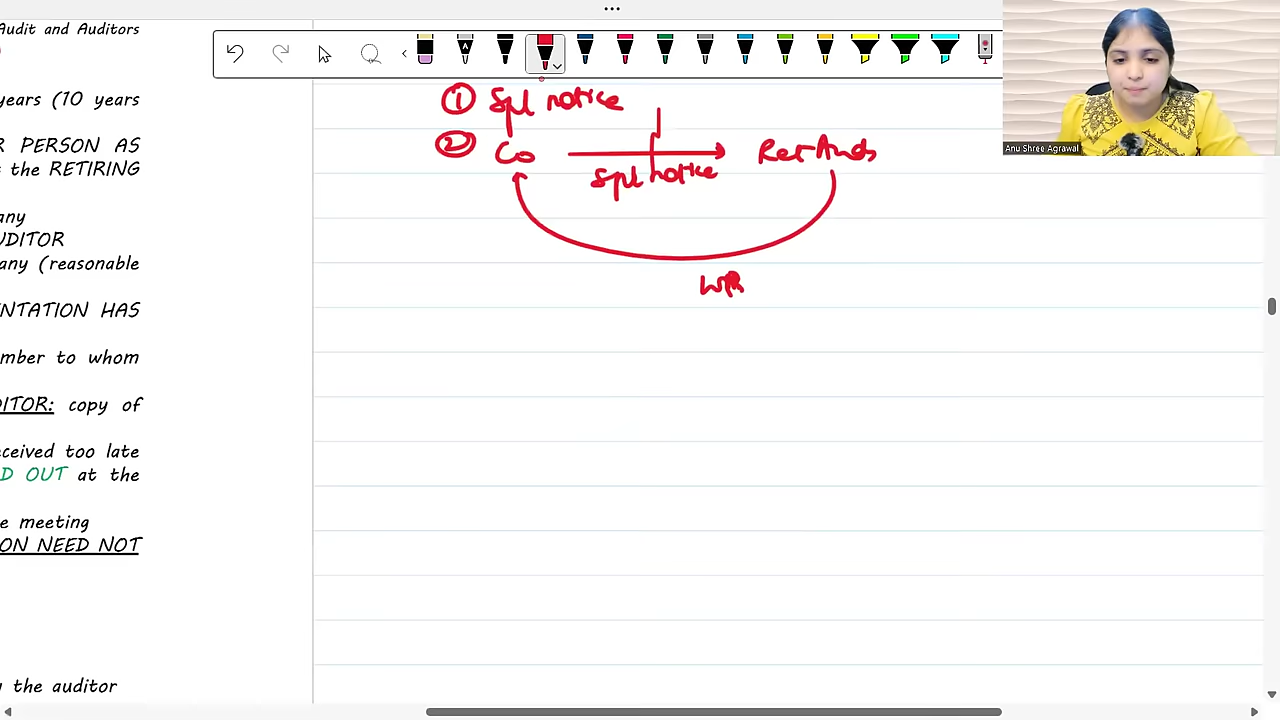 Audit and Auditors
years (10 years
R PERSON AS
t the RETIRING
any
UDITOR
any (reasonable
NTATION HAS
mber to whom
DITOR: copy of
eceived too late
D OUT at the
e meeting
ON NEED NOT
the auditor
① Spl notice
② Co Ret Aud
Spl notice
WR
Anu Shree Agrawal